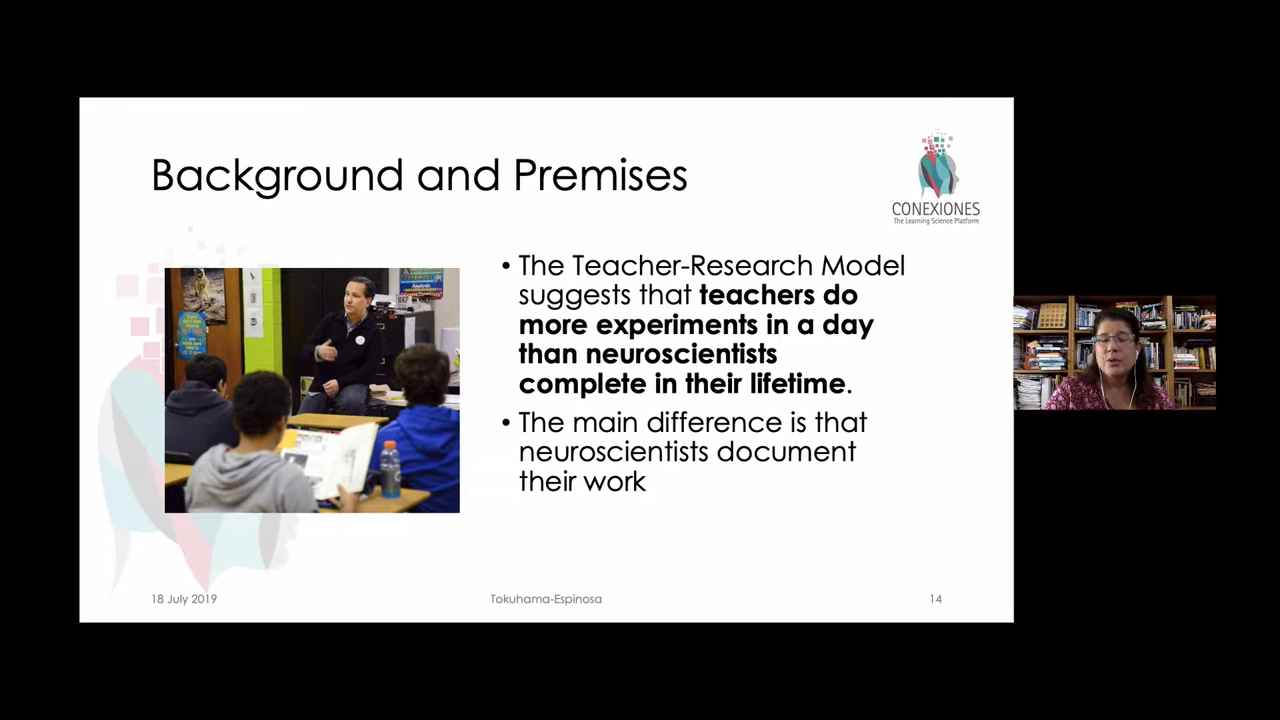 Background and Premises
CONEXIONES
The Learning Science Platform
• The Teacher-Research Model
suggests that teachers do
more experiments in a day
than neuroscientists
complete in their lifetime.
• The main difference is that
neuroscientists document
their work
Analysis
18 July 2019
Tokuhama-Espinosa
14